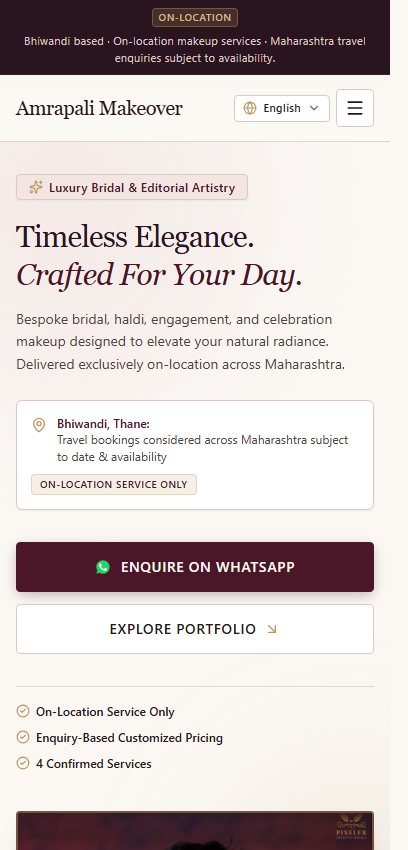 ON-LOCATION
Bhiwandi based · On-location makeup services · Maharashtra travel
enquiries subject to availability.
Amrapali Makeover
English
Luxury Bridal & Editorial Artistry
Timeless Elegance.
Crafted For Your Day.
Bespoke bridal, haldi, engagement, and celebration
makeup designed to elevate your natural radiance.
Delivered exclusively on-location across Maharashtra.
Bhiwandi, Thane:
Travel bookings considered across Maharashtra subject
to date & availability
ON-LOCATION SERVICE ONLY
ENQUIRE ON WHATSAPP
EXPLORE PORTFOLIO
On-Location Service Only
Enquiry-Based Customized Pricing
4 Confirmed Services
PIXELER